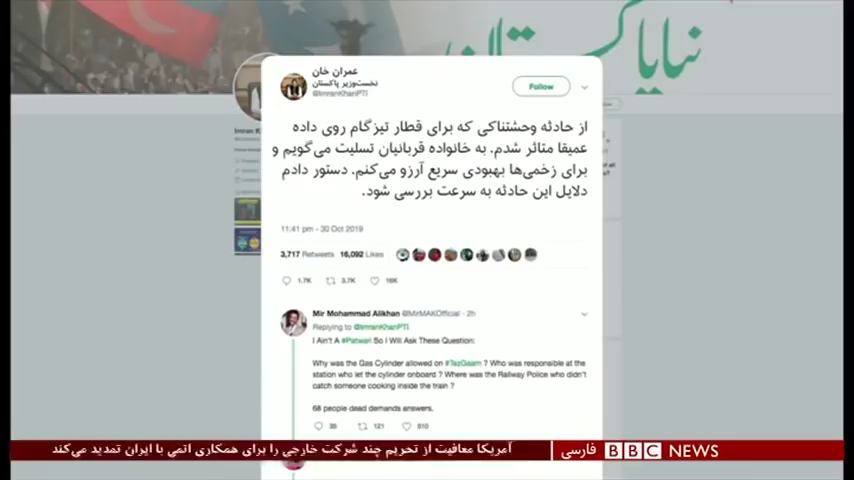 نیا پاکستان
عمران خان
نخست‌وزیر پاکستان
@ImranKhanPTI
Follow
از حادثه وحشتناکی که برای قطار تیزگام روی داده
عمیقا متاثر شدم. به خانواده قربانیان تسلیت می‌گویم و
برای زخمی‌ها بهبودی سریع آرزو می‌کنم. دستور دادم
دلایل این حادثه به سرعت بررسی شود.
11:41 pm - 30 Oct 2019
3,717 Retweets 16,092 Likes
1.7K 3.7K 16K
Mir Mohammad Alikhan @MirMAKOfficial · 2h
Replying to @ImranKhanPTI
I Ain't A #Patwari So I Will Ask These Question:
Why was the Gas Cylinder allowed on #TezGaam ? Who was responsible at the
station who let the cylinder onboard ? Where was the Railway Police who didn't
catch someone cooking inside the train ?
68 people dead demands answers.
121 510
آمریکا معافیت از تحریم چند شرکت خارجی را برای همکاری اتمی با ایران تمدید می‌کند
BBC NEWS فارسی